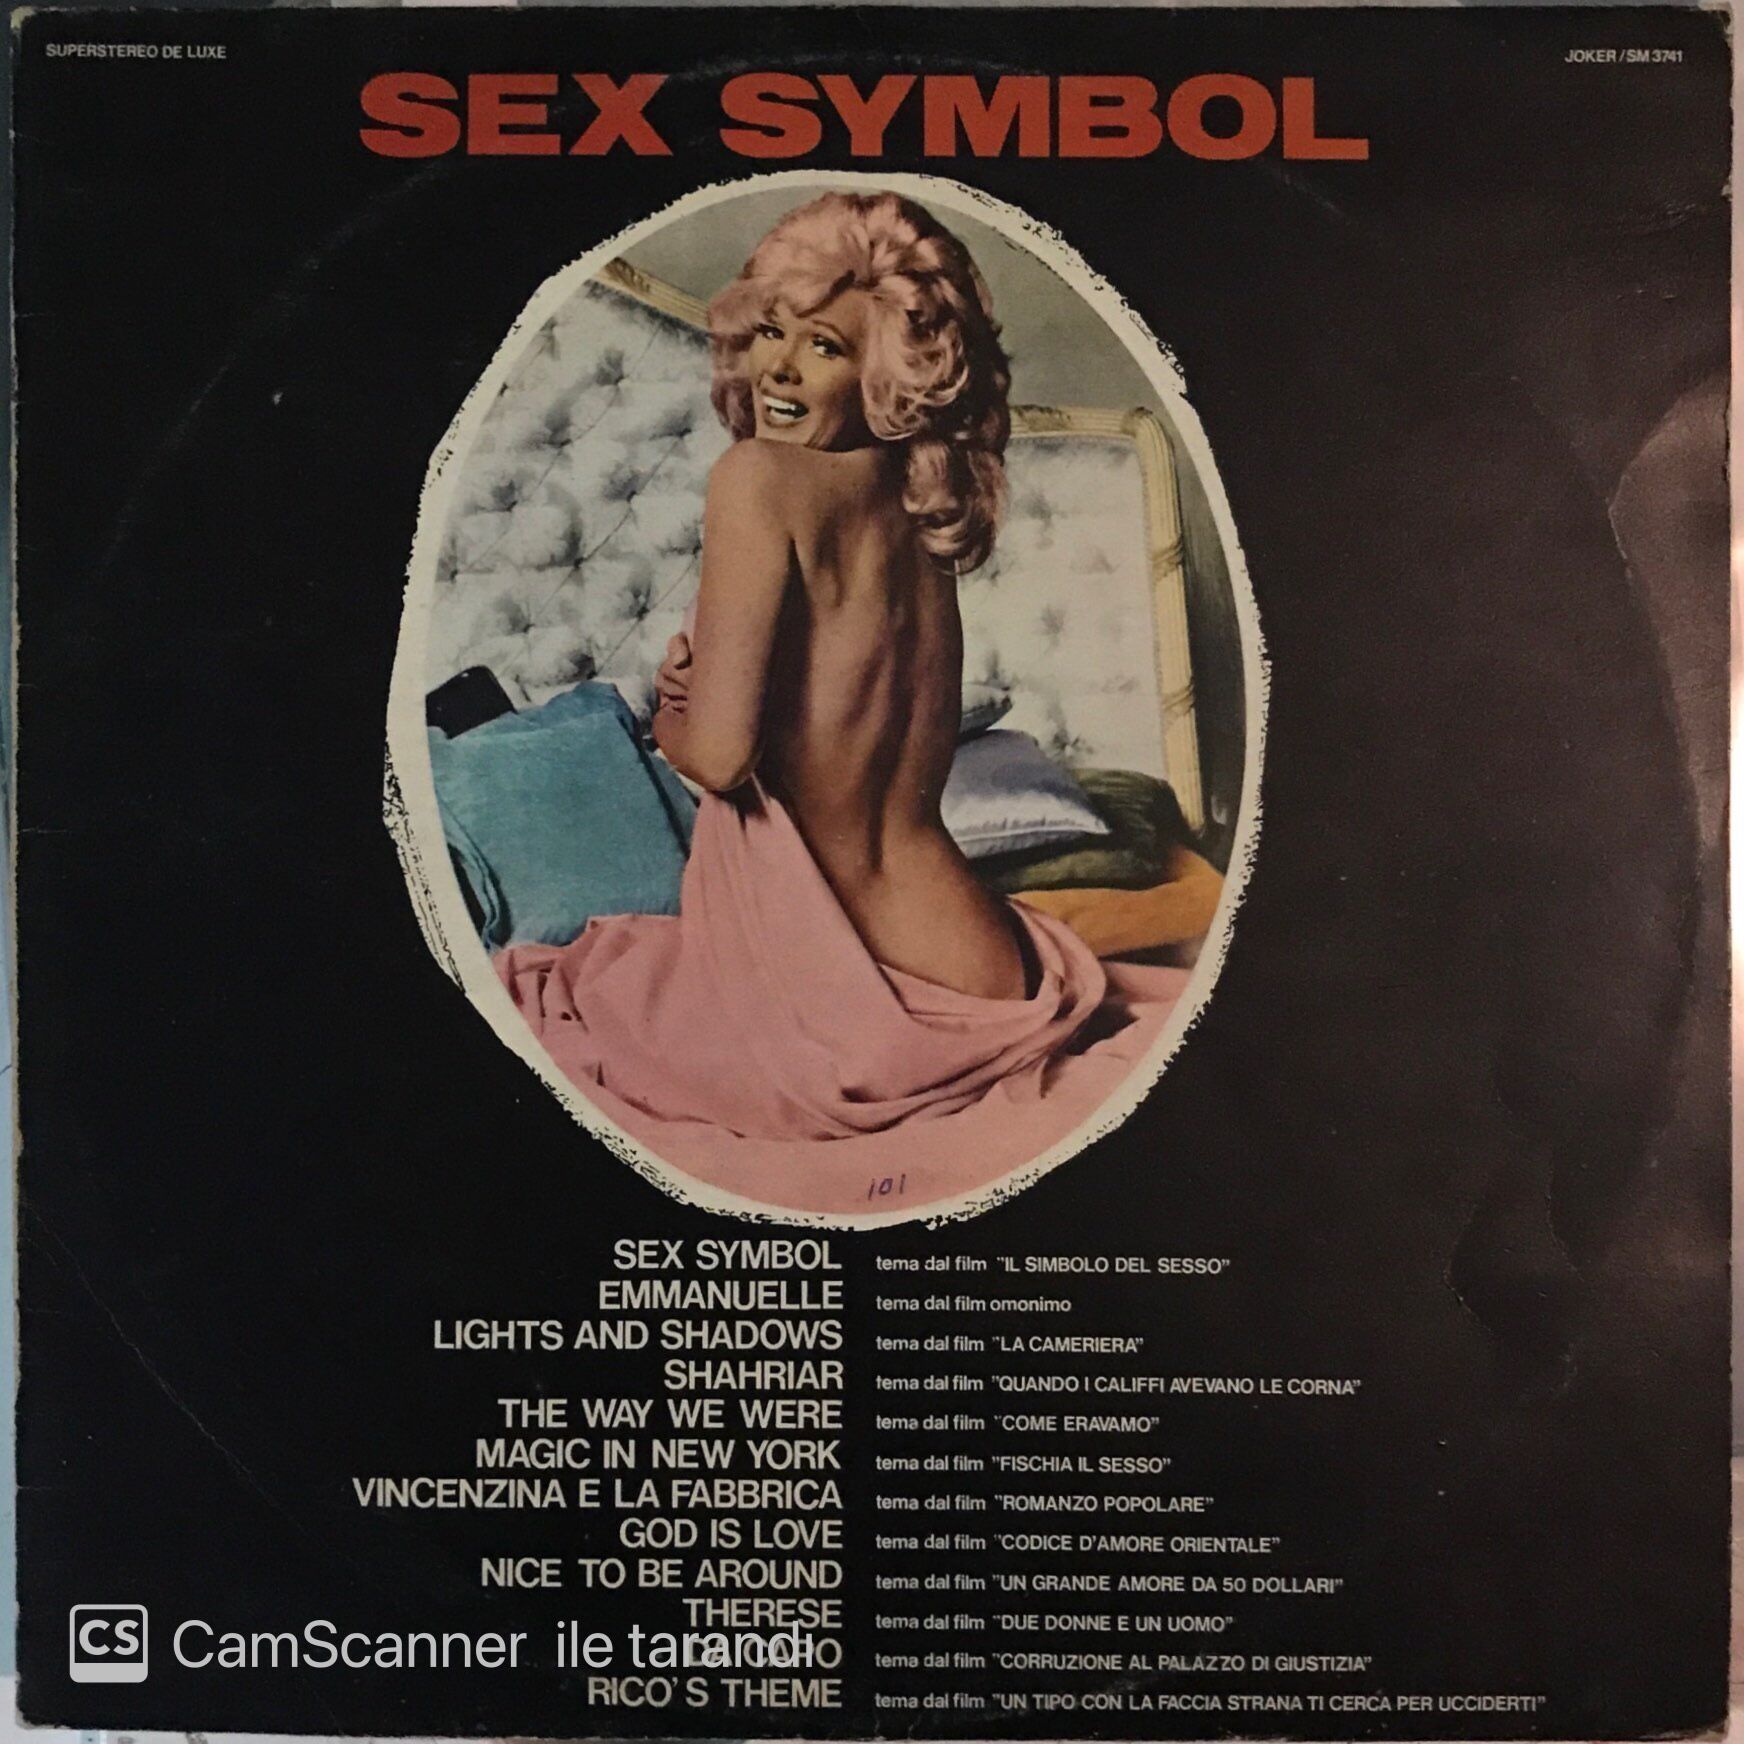 SUPERSTEREO DE LUXE
JOKER / SM 3741
SEX SYMBOL
101
SEX SYMBOL tema dal film "IL SIMBOLO DEL SESSO"
EMMANUELLE tema dal film omonimo
LIGHTS AND SHADOWS tema dal film "LA CAMERIERA"
SHAHRIAR tema dal film "QUANDO I CALIFFI AVEVANO LE CORNA"
THE WAY WE WERE tema dal film "COME ERAVAMO"
MAGIC IN NEW YORK tema dal film "FISCHIA IL SESSO"
VINCENZINA E LA FABBRICA tema dal film "ROMANZO POPOLARE"
GOD IS LOVE tema dal film "CODICE D'AMORE ORIENTALE"
NICE TO BE AROUND tema dal film "UN GRANDE AMORE DA 50 DOLLARI"
THERESE tema dal film "DUE DONNE E UN UOMO"
DA CAPO tema dal film "CORRUZIONE AL PALAZZO DI GIUSTIZIA"
RICO'S THEME tema dal film "UN TIPO CON LA FACCIA STRANA TI CERCA PER UCCIDERTI"
CS CamScanner ile tarandı